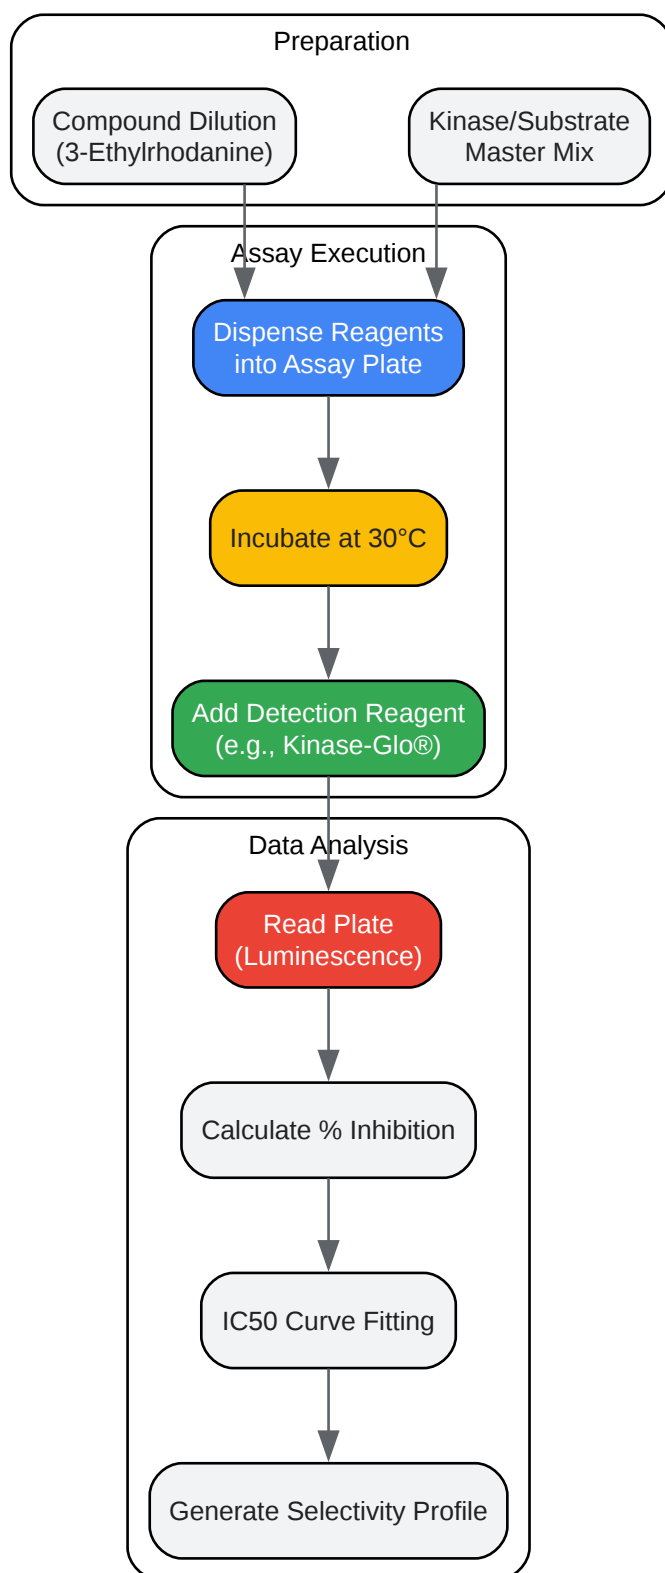 Preparation
Compound Dilution
(3-Ethylrhodanine)
Kinase/Substrate
Master Mix
Assay Execution
Dispense Reagents
into Assay Plate
Incubate at 30°C
Add Detection Reagent
(e.g., Kinase-Glo®)
Data Analysis
Read Plate
(Luminescence)
Calculate % Inhibition
IC50 Curve Fitting
Generate Selectivity Profile